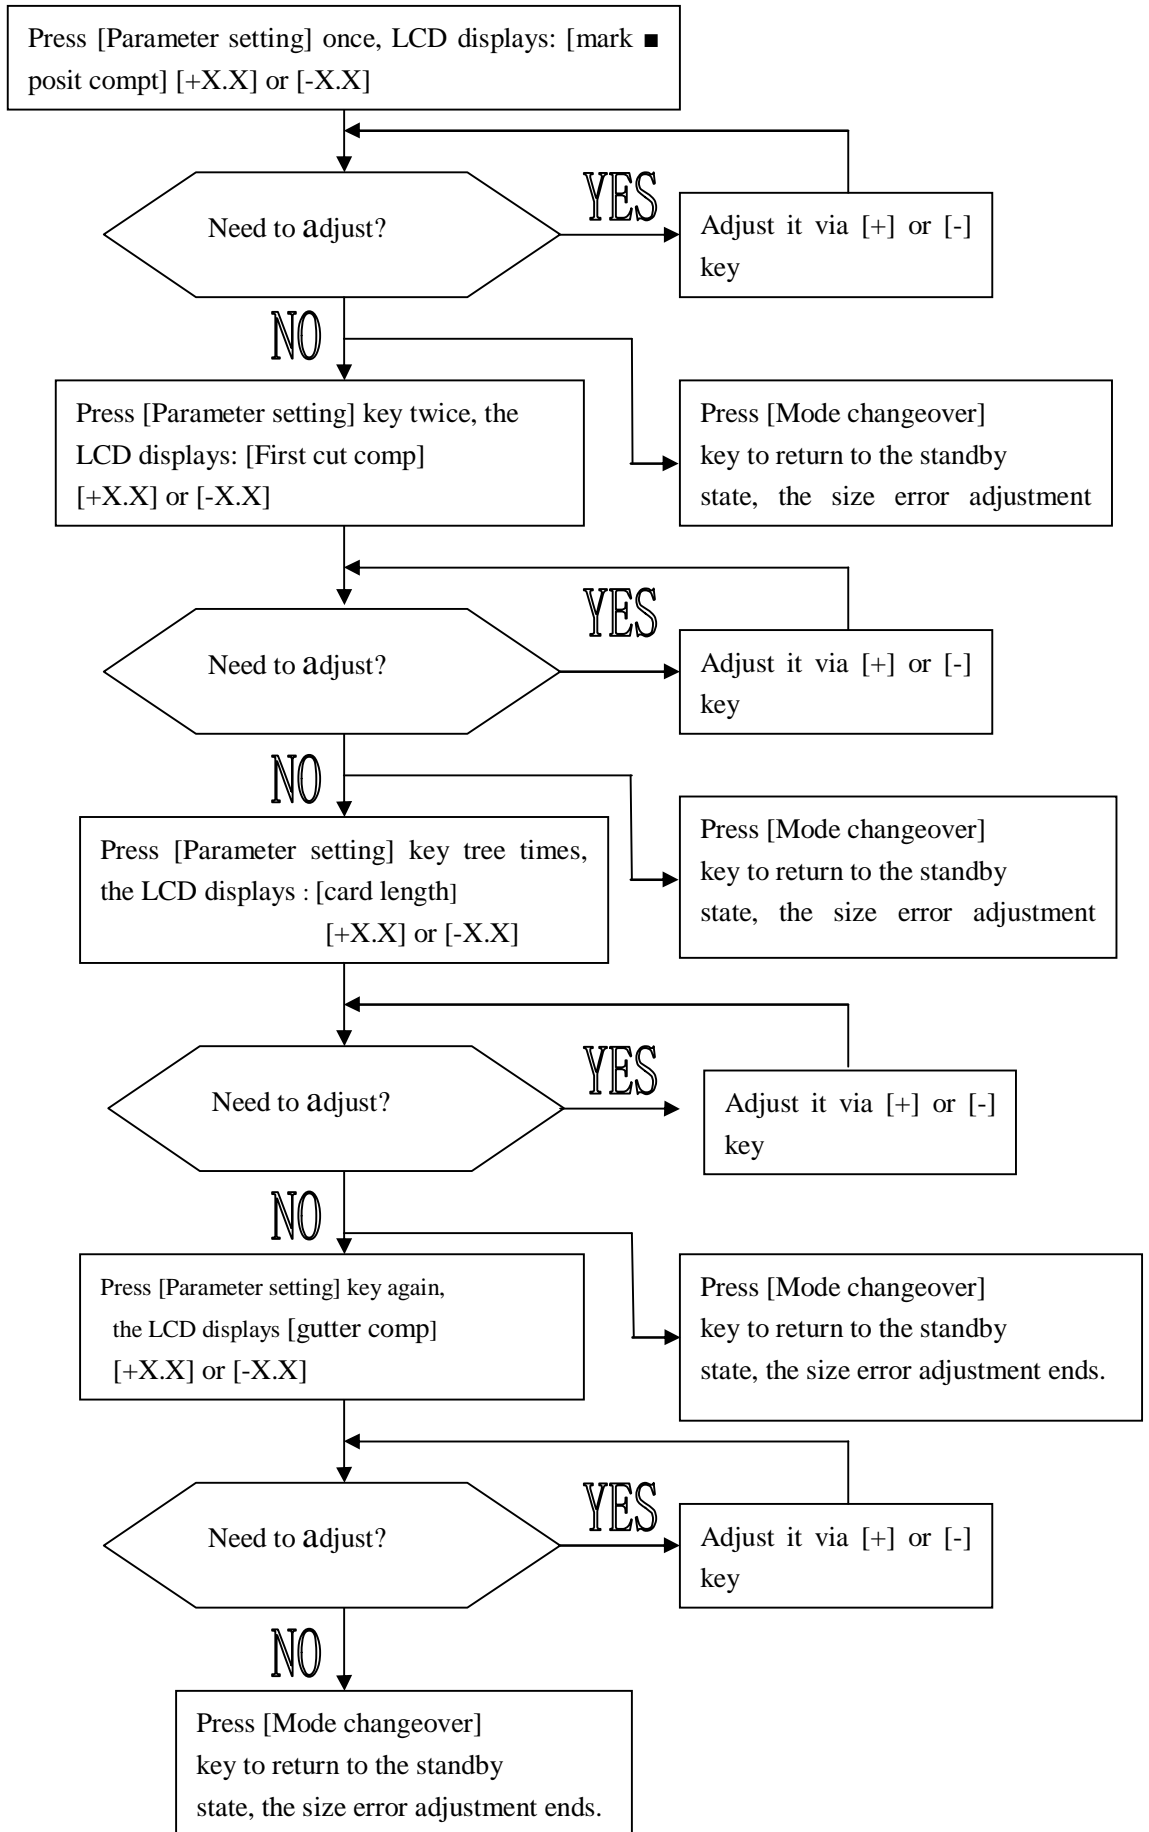 Press [Parameter setting] once, LCD displays: [mark ■
posit compt] [+X.X] or [-X.X]
YES
Need to adjust?
Adjust it via [+] or [-]
key
NO
Press [Parameter setting] key twice, the
LCD displays: [First cut comp]
[+X.X] or [-X.X]
Press [Mode changeover]
key to return to the standby
state, the size error adjustment
YES
Need to adjust?
Adjust it via [+] or [-]
key
NO
Press [Parameter setting] key tree times,
the LCD displays : [card length]
[+X.X] or [-X.X]
Press [Mode changeover]
key to return to the standby
state, the size error adjustment
YES
Need to adjust?
Adjust it via [+] or [-]
key
NO
Press [Parameter setting] key again,
the LCD displays [gutter comp]
[+X.X] or [-X.X]
Press [Mode changeover]
key to return to the standby
state, the size error adjustment ends.
YES
Need to adjust?
Adjust it via [+] or [-]
key
NO
Press [Mode changeover]
key to return to the standby
state, the size error adjustment ends.